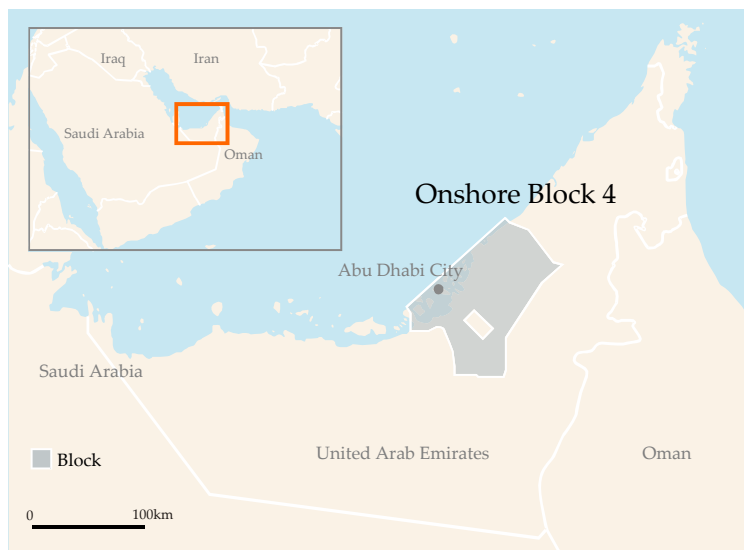 Iraq
Iran
Saudi Arabia
Oman
Onshore Block 4
Abu Dhabi City
Saudi Arabia
United Arab Emirates
Oman
Block
0
100km